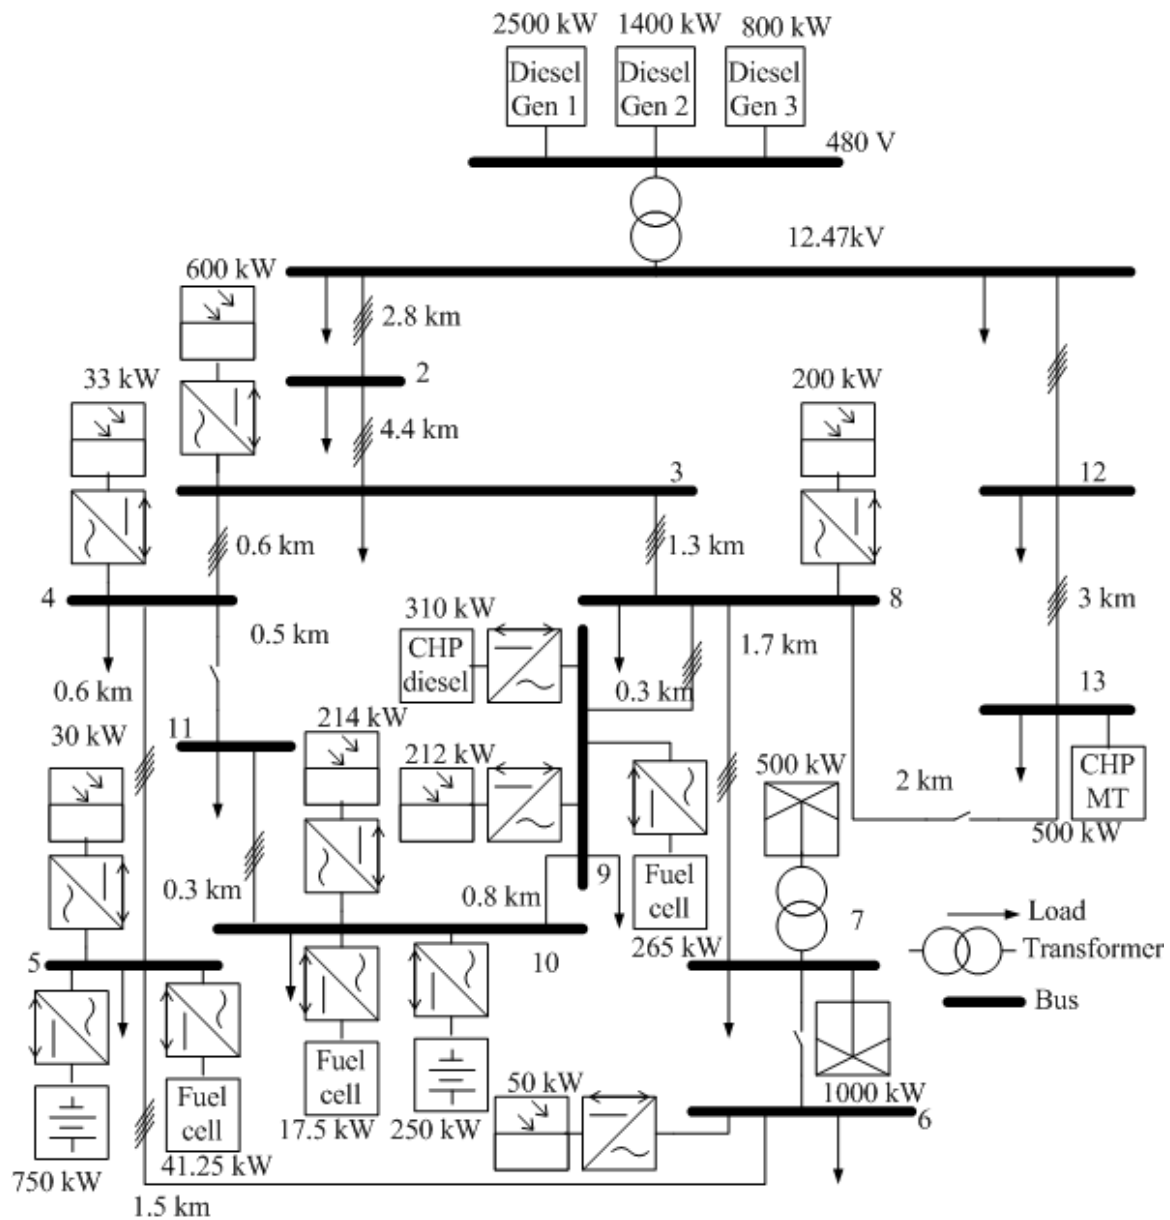 2500 kW 1400 kW 800 kW
Diesel
Gen 1
Diesel
Gen 2
Diesel
Gen 3
480 V
12.47kV
600 kW
2.8 km
33 kW
2
200 kW
4.4 km
3
12
0.6 km
1.3 km
4
310 kW
8
3 km
0.5 km
CHP
diesel
1.7 km
0.6 km
0.3 km
13
30 kW
11
214 kW
212 kW
500 kW
2 km
CHP
MT
500 kW
0.3 km
0.8 km
9
Fuel
cell
265 kW
7
Load
Transformer
Bus
5
10
Fuel
cell
41.25 kW
750 kW
Fuel
cell
17.5 kW
250 kW
50 kW
1000 kW
6
1.5 km